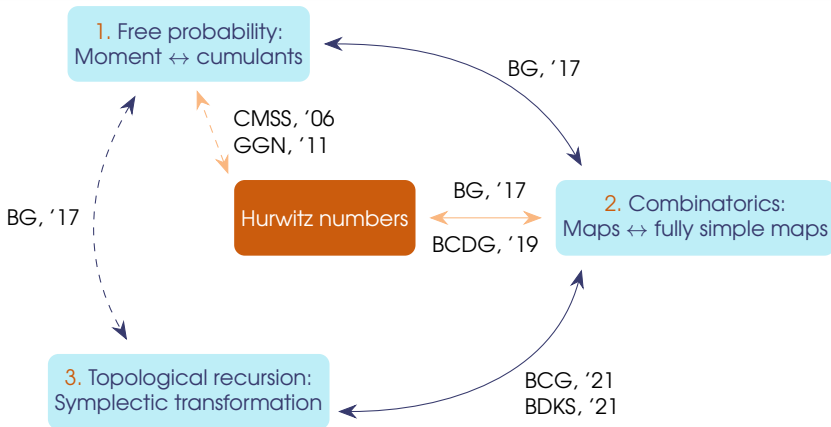 1. Free probability:
Moment ↔ cumulants
BG, ’17
CMSS, ’06
GGN, ’11
BG, ’17
Hurwitz numbers
BG, ’17
BCDG, ’19
2. Combinatorics:
Maps ↔ fully simple maps
3. Topological recursion:
Symplectic transformation
BCG, ’21
BDKS, ’21